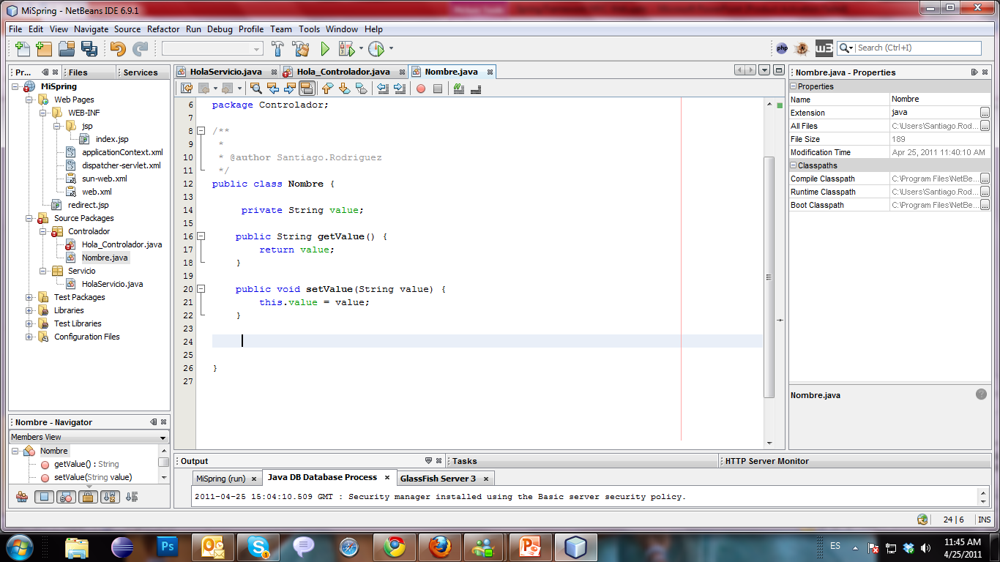 MiSpring - NetBeans IDE 6.9.1
File Edit View Navigate Source Refactor Run Debug Profile Team Tools Window Help
php w3 Search (Ctrl+I)
Pr... Files Services
MiSpring
Web Pages
WEB-INF
jsp
index.jsp
applicationContext.xml
dispatcher-servlet.xml
sun-web.xml
web.xml
redirect.jsp
Source Packages
Controlador
Hola_Controlador.java
Nombre.java
Servicio
HolaServicio.java
Test Packages
Libraries
Test Libraries
Configuration Files
Nombre - Navigator
Members View
Nombre
getValue() : String
setValue(String value)
HolaServicio.java Hola_Controlador.java Nombre.java
6 package Controlador;
7
8 /**
9 *
10 * @author Santiago.Rodriguez
11 */
12 public class Nombre {
13
14 private String value;
15
16 public String getValue() {
17 return value;
18 }
19
20 public void setValue(String value) {
21 this.value = value;
22 }
23
24
25
26 }
27
Nombre.java - Properties
Properties
Name Nombre
Extension java ...
All Files C:\Users\Santiago.Rod... ...
File Size 189
Modification Time Apr 25, 2011 11:40:10 AM
Classpaths
Compile Classpath C:\Program Files\NetBe... ...
Runtime Classpath C:\Users\Santiago.Rod... ...
Boot Classpath C:\Program Files\NetBe... ...
Nombre.java ?
Output Tasks HTTP Server Monitor
MiSpring (run) Java DB Database Process GlassFish Server 3
2011-04-25 15:04:10.509 GMT : Security manager installed using the Basic server security policy.
24 | 6 INS
Ps
ES
11:45 AM
4/25/2011